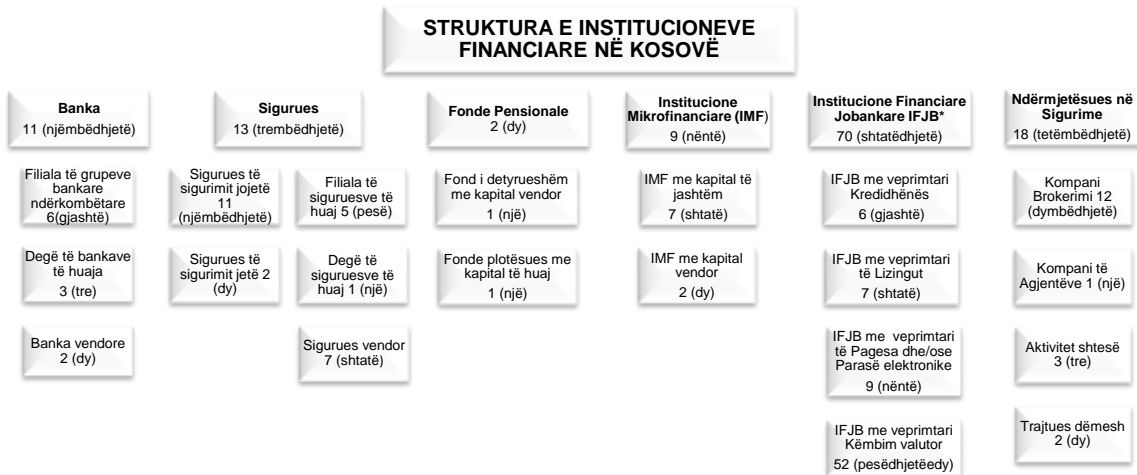 STRUKTURA E INSTITUCIONEVE
FINANCIARE NË KOSOVË
Banka
11 (njëmbëdhjetë)
Filiala të grupeve
bankare
ndërkombëtare
6(gjashtë)
Degë të bankave
të huaja
3 (tre)
Banka vendore
2 (dy)
Sigurues
13 (trembëdhjetë)
Sigurues të
sigurimit jojetë
11
(njëmbëdhjetë)
Sigurues të
sigurimit jetë 2
(dy)
Filiala të
siguruesve të
huaj 5 (pesë)
Degë të
siguruesve të
huaj 1 (një)
Sigurues vendor
7 (shtatë)
Fonde Pensionale
2 (dy)
Fond i detyrueshëm
me kapital vendor
1 (një)
Fonde plotësues me
kapital të huaj
1 (një)
Institucione
Mikrofinanciare (IMF)
9 (nëntë)
IMF me kapital të
jashtëm
7 (shtatë)
IMF me kapital
vendor
2 (dy)
Institucione Financiare
Jobankare IFJB*
70 (shtatëdhjetë)
IFJB me veprimtari
Kredidhënës
6 (gjashtë)
IFJB me veprimtari
të Lizingut
7 (shtatë)
IFJB me veprimtari
të Pagesa dhe/ose
Parasë elektronike
9 (nëntë)
IFJB me veprimtari
Këmbim valutor
52 (pesëdhjetëedy)
Ndërmjetësues në
Sigurime
18 (tetëmbëdhjetë)
Kompani
Brokerimi 12
(dymbëdhjetë)
Kompani të
Agjentëve 1 (një)
Aktivitet shtesë
3 (tre)
Trajtues dëmesh
2 (dy)